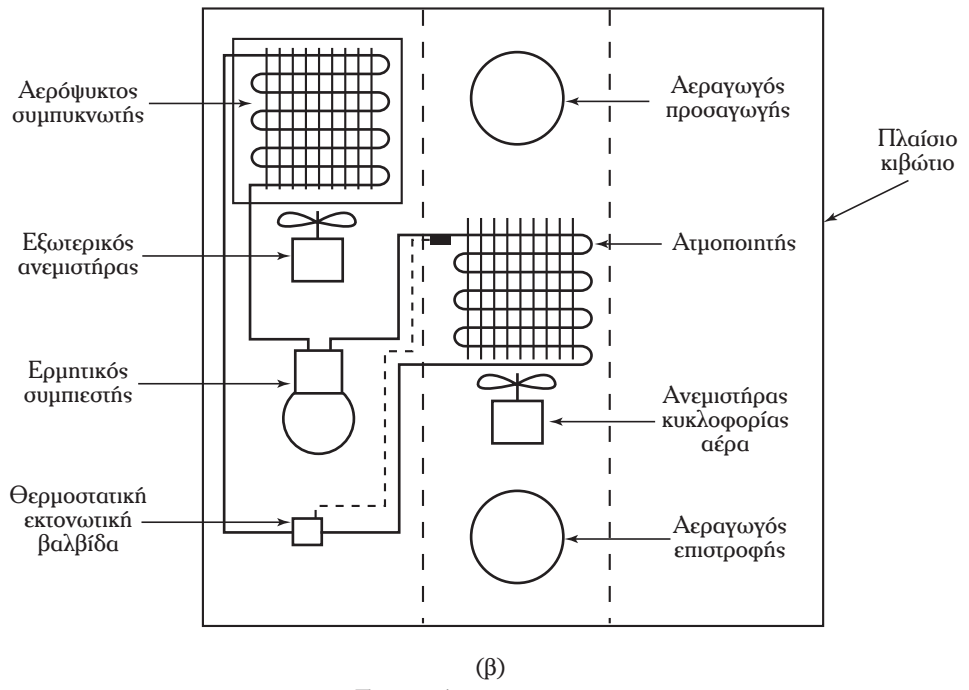 Αερόψυκτος
συμπυκνωτής
Εξωτερικός
ανεμιστήρας
Ερμητικός
συμπιεστής
Θερμοστατική
εκτονωτική
βαλβίδα
Αεραγωγός
προσαγωγής
Πλαίσιο
κιβώτιο
Ατμοποιητής
Ανεμιστήρας
κυκλοφορίας
αέρα
Αεραγωγός
επιστροφής
(β)